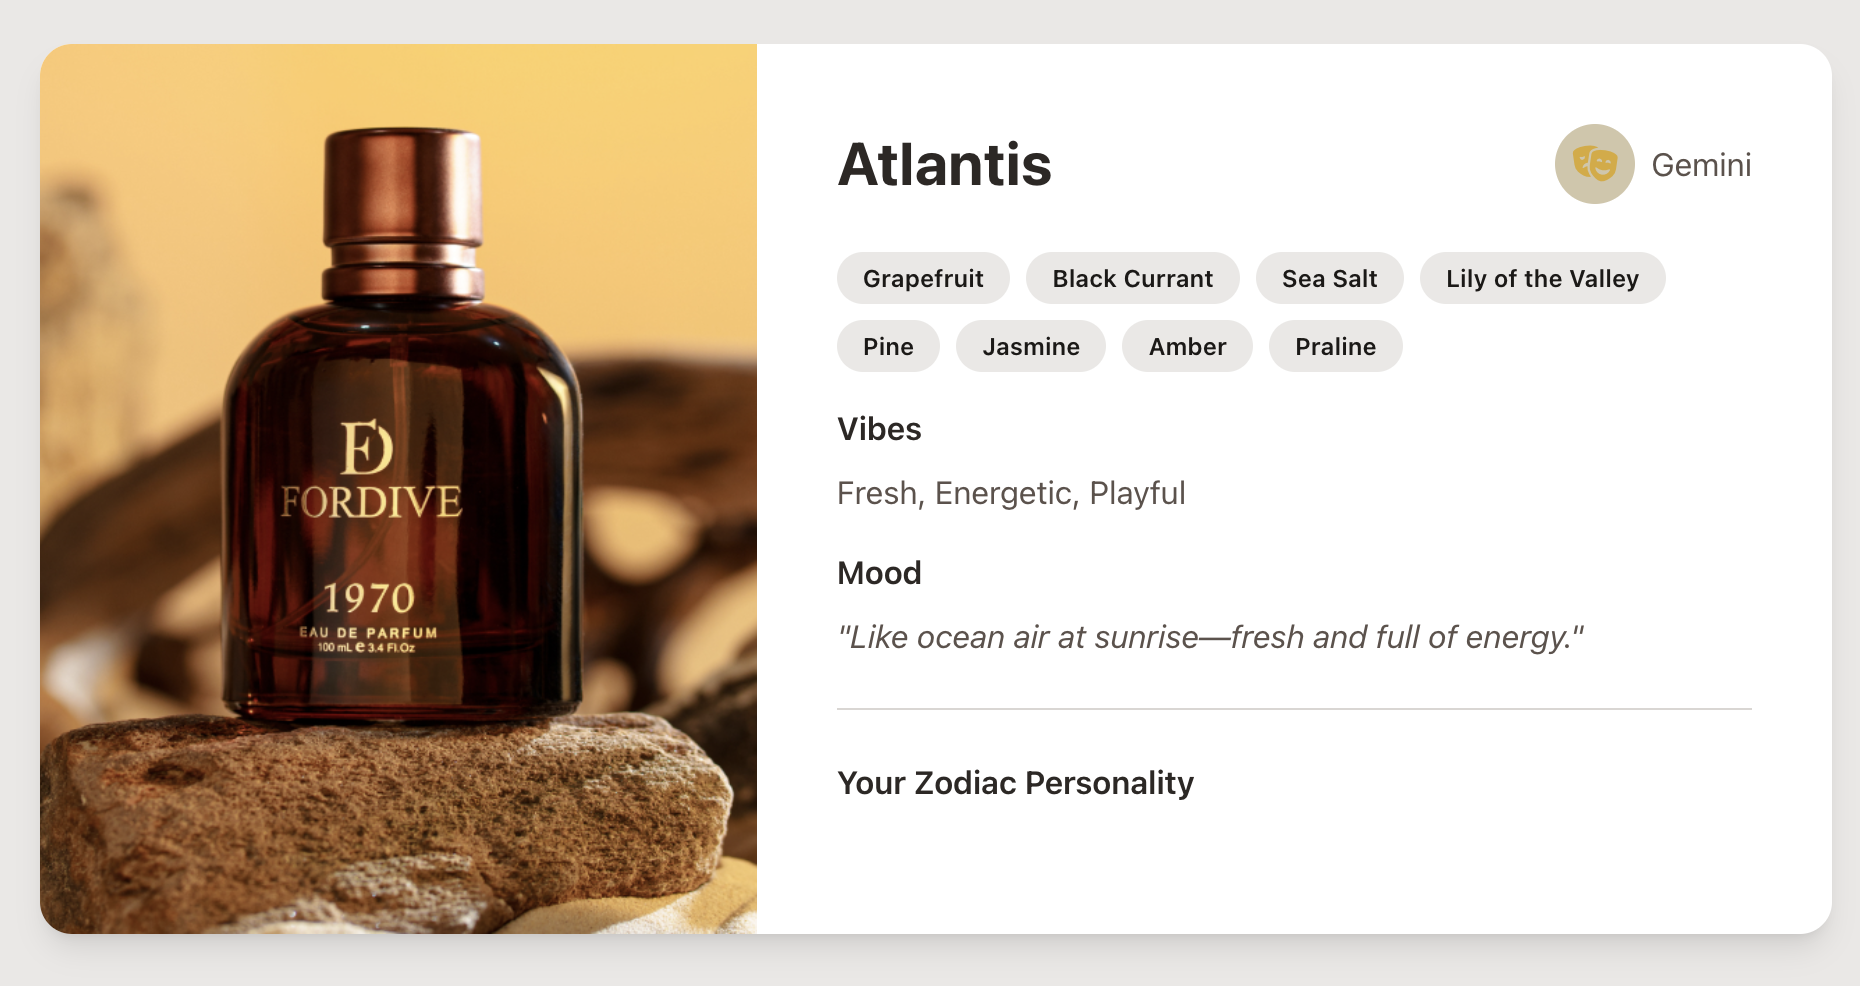 FD
FORDIVE
1970
EAU DE PARFUM
100 mL e 3.4 Fl.Oz
Atlantis
Gemini
Grapefruit
Black Currant
Sea Salt
Lily of the Valley
Pine
Jasmine
Amber
Praline
Vibes
Fresh, Energetic, Playful
Mood
"Like ocean air at sunrise—fresh and full of energy."
Your Zodiac Personality